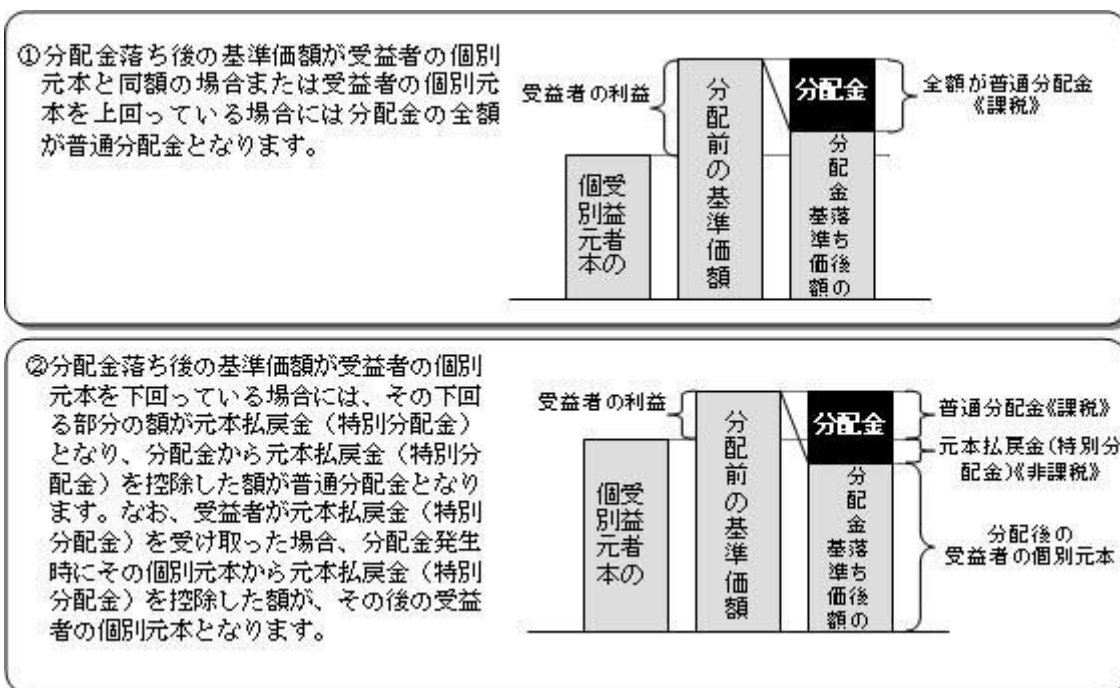 ①分配金落ち後の基準価額が受益者の個別
元本と同額の場合または受益者の個別元
本を上回っている場合には分配金の全額
が普通分配金となります。
受益者の利益
個別元本
受益者の
分配前の基準価額
分配金
分配金
基準価額
落ち後の
全額が普通分配金
《課税》
②分配金落ち後の基準価額が受益者の個別
元本を下回っている場合には、その下回
る部分の額が元本払戻金（特別分配金）
となり、分配金から元本払戻金（特別分
配金）を控除した額が普通分配金となり
ます。なお、受益者が元本払戻金（特別
分配金）を受け取った場合、分配金発生
時にその個別元本から元本払戻金（特別
分配金）を控除した額が、その後の受益
者の個別元本となります。
受益者の利益
個別元本
受益者の
分配前の基準価額
分配金
分配金
基準価額
落ち後の
普通分配金《課税》
元本払戻金(特別分
配金)《非課税》
分配後の
受益者の個別元本